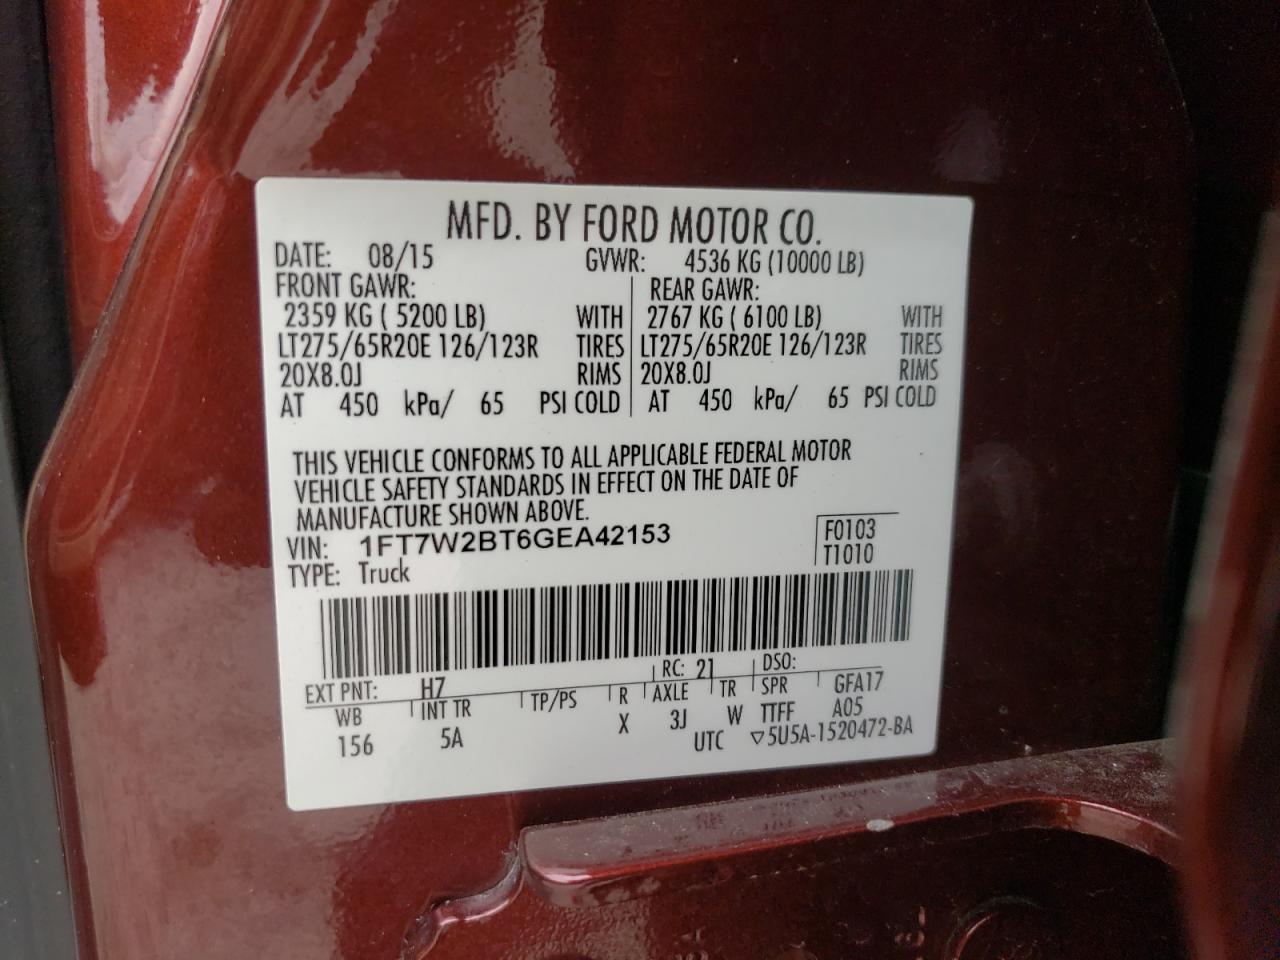 MFD. BY FORD MOTOR CO.
DATE: 08/15 GVWR: 4536 KG (10000 LB)
FRONT GAWR: REAR GAWR:
2359 KG ( 5200 LB) WITH 2767 KG ( 6100 LB) WITH
LT275/65R20E 126/123R TIRES LT275/65R20E 126/123R TIRES
20X8.0J RIMS 20X8.0J RIMS
AT 450 kPa/ 65 PSI COLD AT 450 kPa/ 65 PSI COLD
THIS VEHICLE CONFORMS TO ALL APPLICABLE FEDERAL MOTOR
VEHICLE SAFETY STANDARDS IN EFFECT ON THE DATE OF
MANUFACTURE SHOWN ABOVE.
VIN: 1FT7W2BT6GEA42153 F0103
TYPE: Truck T1010
EXT PNT: H7 RC: 21 DSO:
WB INT TR TP/PS R AXLE TR SPR GFA17
156 5A X 3J W TTFF A05
UTC ▽5U5A-1520472-BA